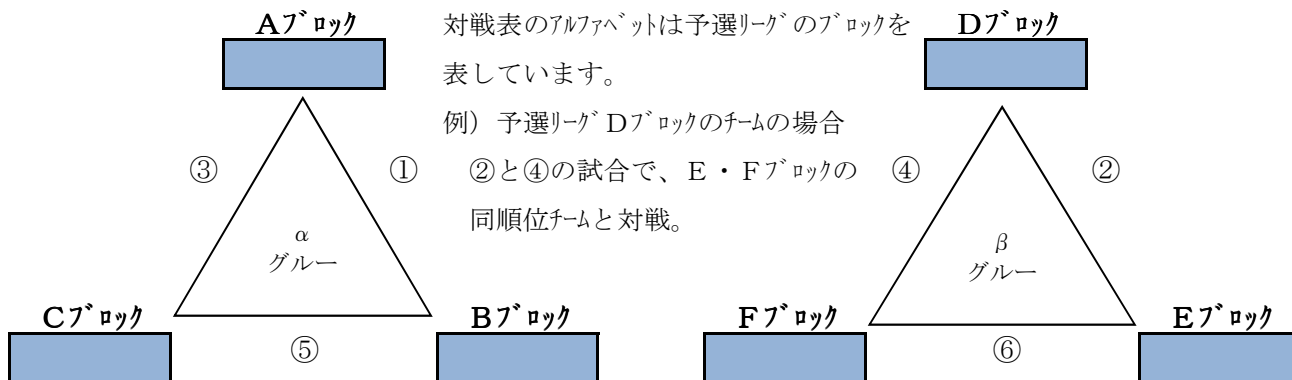 Aブロック
対戦表のアルファベットは予選リーグのブロックを
表しています。
例）予選リーグDブロックのチームの場合
②と④の試合で、E・Fブロックの
同順位チームと対戦。
Dブロック
③
①
④
②
α
グルー
β
グルー
Cブロック
Bブロック
Fブロック
Eブロック
⑤
⑥